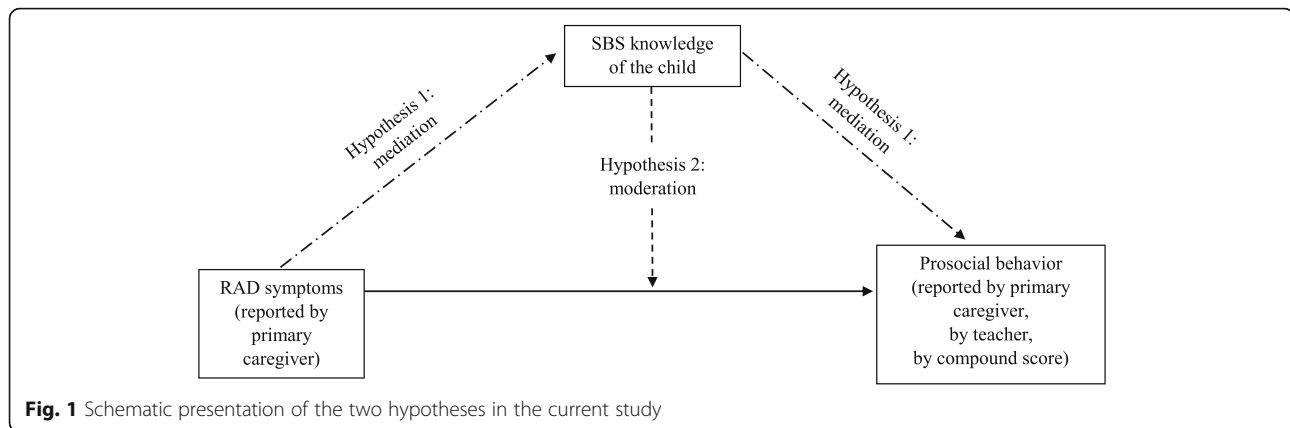 SBS knowledge
of the child
Hypothesis 1:
mediation
Hypothesis 1:
mediation
Hypothesis 2:
moderation
RAD symptoms
(reported by
primary
caregiver)
Prosocial behavior
(reported by primary
caregiver,
by teacher,
by compound score)
Fig. 1 Schematic presentation of the two hypotheses in the current study